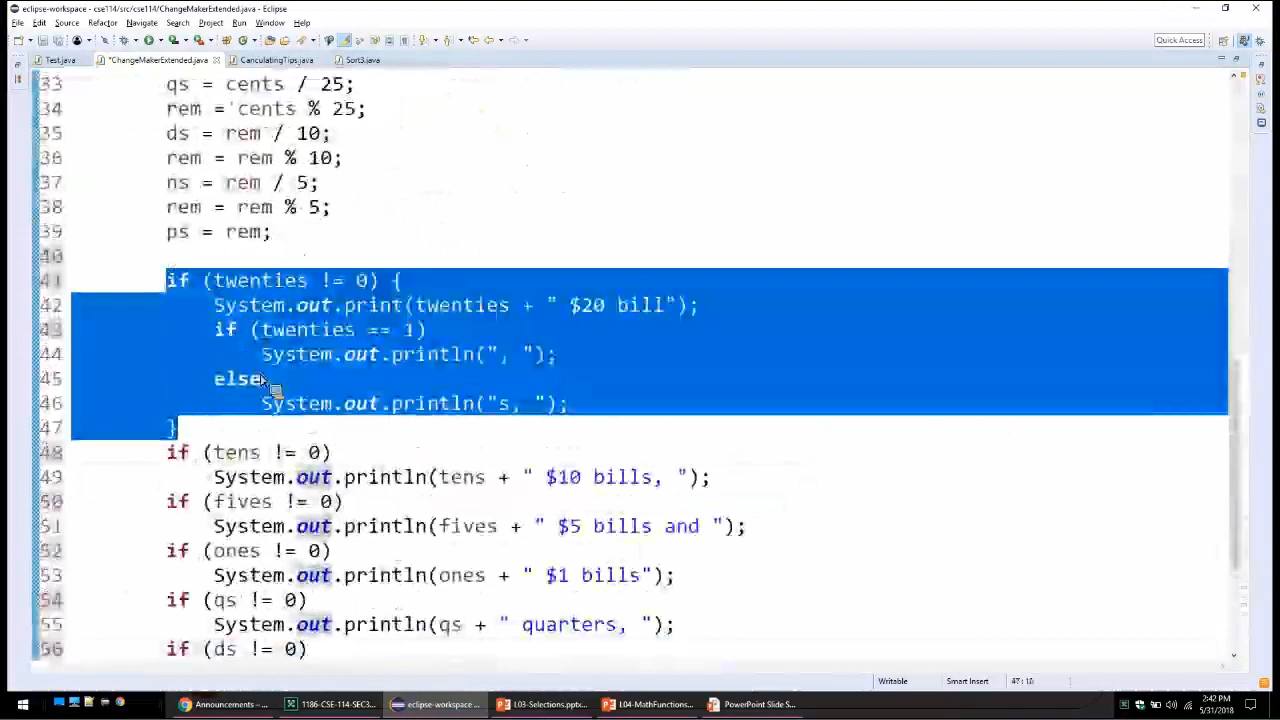 eclipse-workspace - cse114/src/cse114/ChangeMakerExtended.java - Eclipse
File Edit Source Refactor Navigate Search Project Run Window Help
Quick Access
Test.java *ChangeMakerExtended.java CanculatingTips.java Sort3.java
33 qs = cents / 25;
34 rem = cents % 25;
35 ds = rem / 10;
36 rem = rem % 10;
37 ns = rem / 5;
38 rem = rem % 5;
39 ps = rem;
40
41 if (twenties != 0) {
42 System.out.print(twenties + " $20 bill");
43 if (twenties == 1)
44 System.out.println(", ");
45 else
46 System.out.println("s, ");
47 }
48 if (tens != 0)
49 System.out.println(tens + " $10 bills, ");
50 if (fives != 0)
51 System.out.println(fives + " $5 bills and ");
52 if (ones != 0)
53 System.out.println(ones + " $1 bills");
54 if (qs != 0)
55 System.out.println(qs + " quarters, ");
56 if (ds != 0)
Writable Smart Insert 47 : 10
Announcements – ... 1186-CSE-114-SEC3... eclipse-workspace ... L03-Selections.pptx... L04-MathFunctions... PowerPoint Slide S...
2:42 PM
5/31/2018